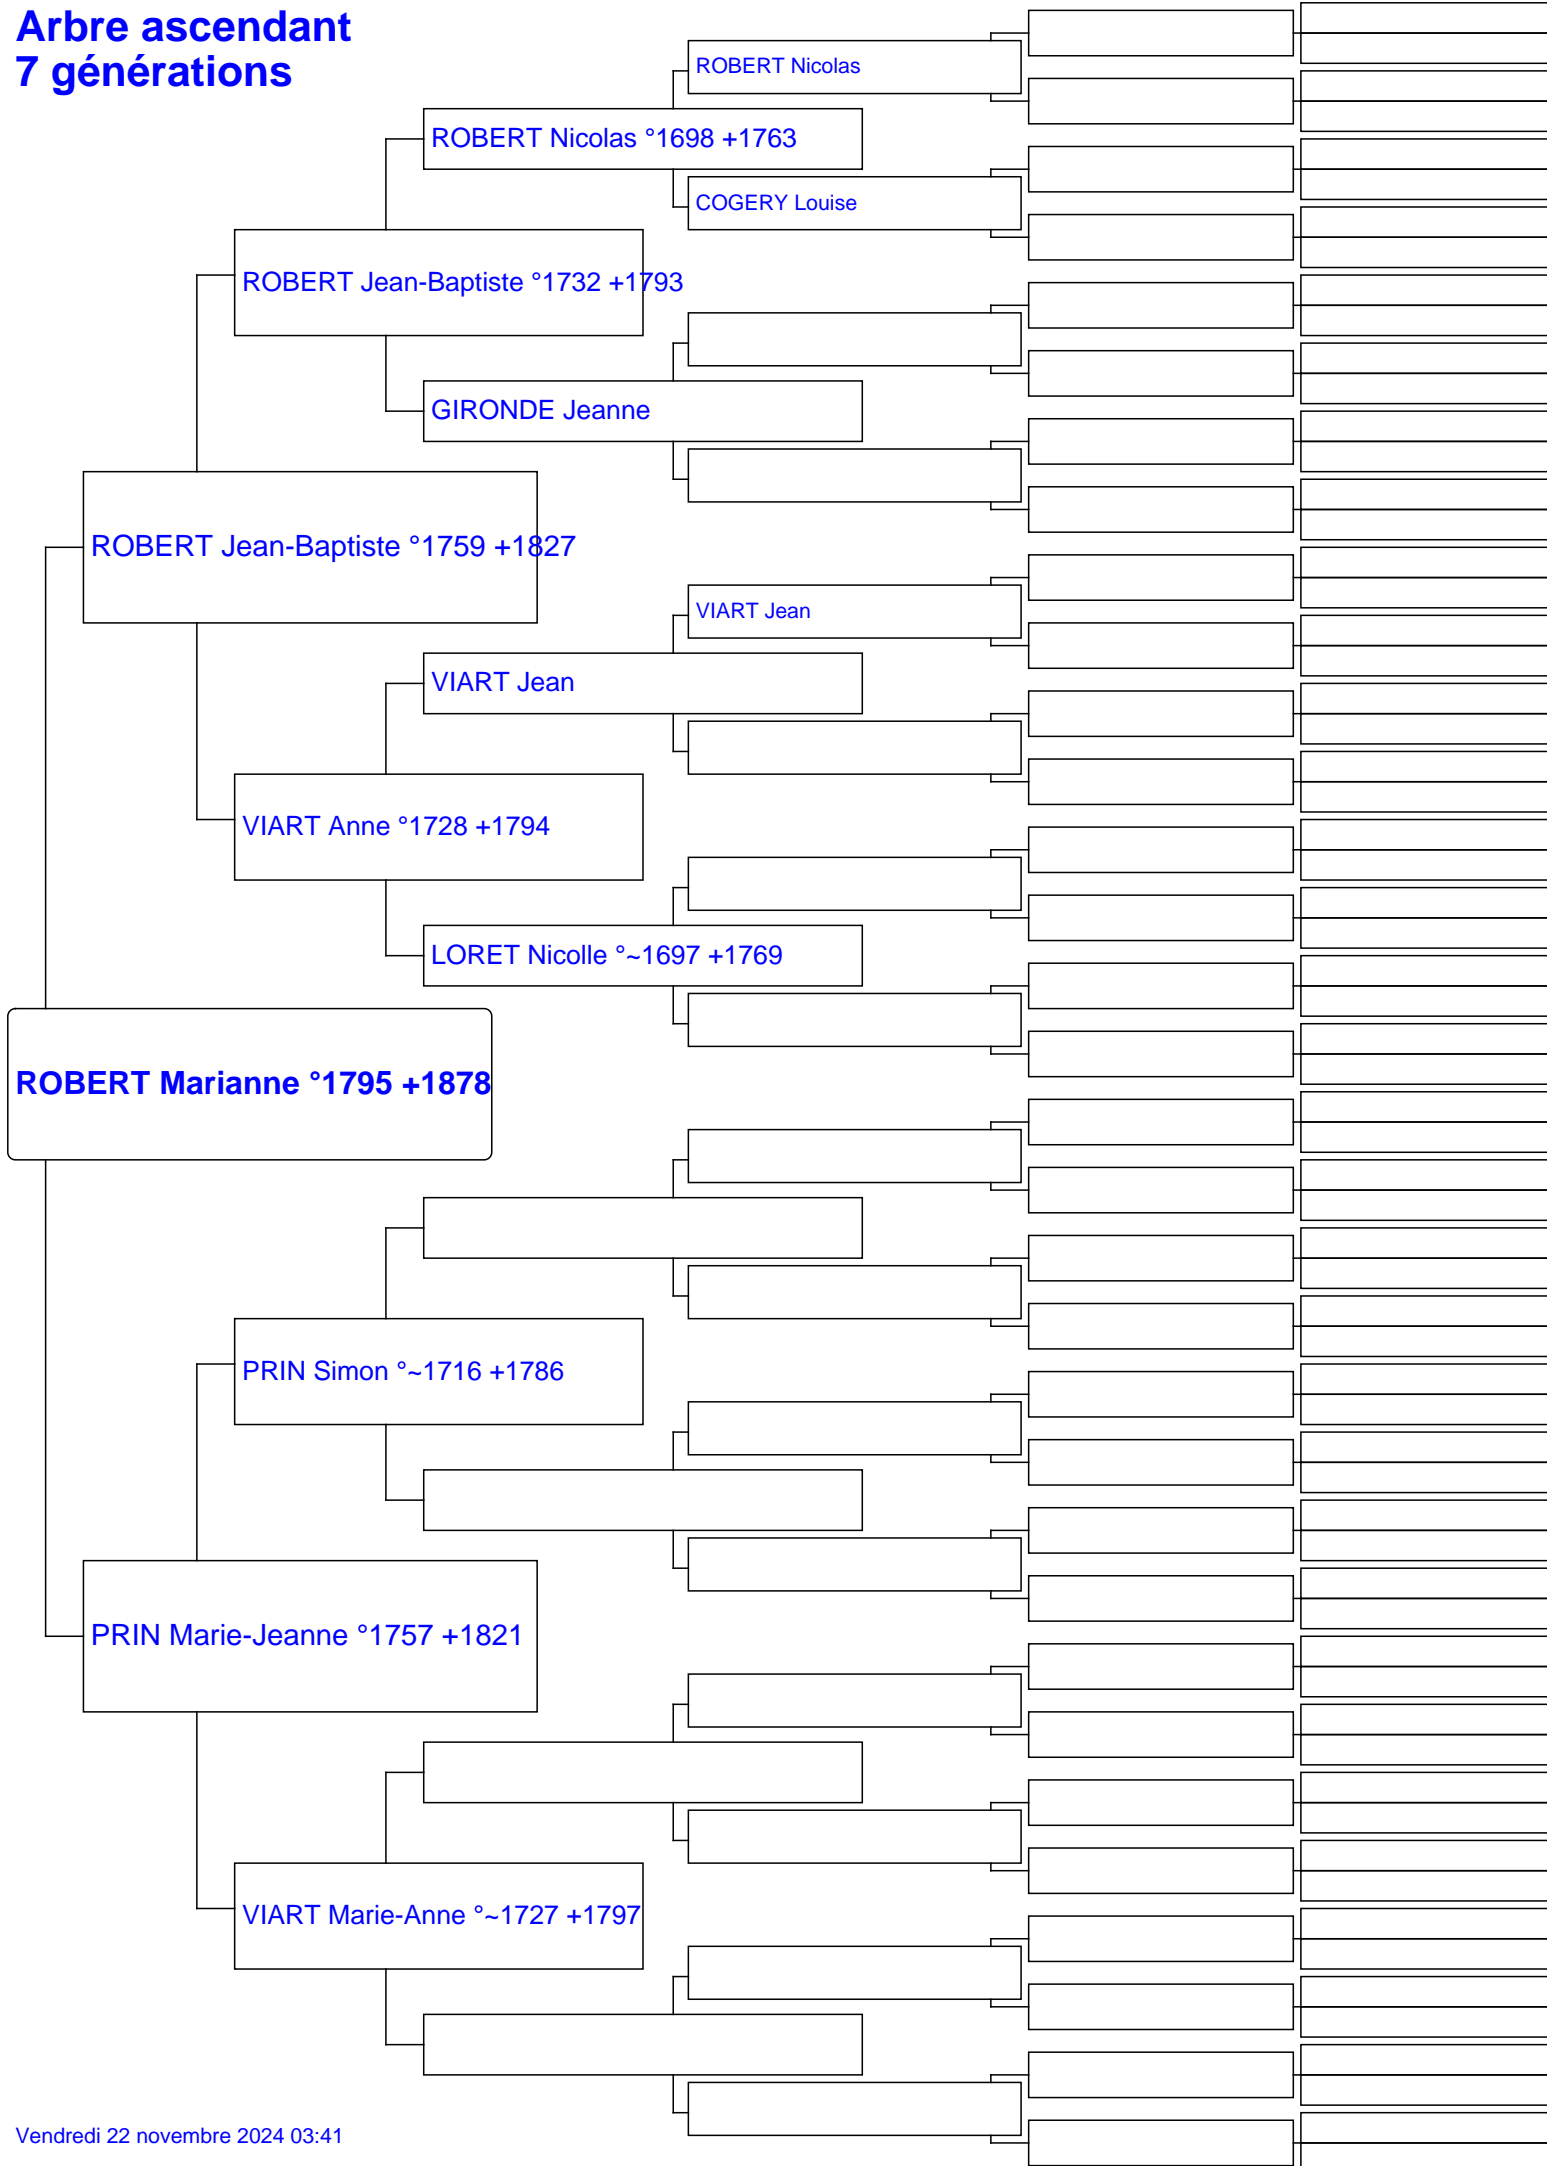 Arbre ascendant
7 générations
ROBERT Nicolas
ROBERT Nicolas °1698 +1763
COGERY Louise
ROBERT Jean-Baptiste °1732 +1793
GIRONDE Jeanne
ROBERT Jean-Baptiste °1759 +1827
VIART Jean
VIART Jean
VIART Anne °1728 +1794
LORET Nicolle °~1697 +1769
ROBERT Marianne °1795 +1878
PRIN Simon °~1716 +1786
PRIN Marie-Jeanne °1757 +1821
VIART Marie-Anne °~1727 +1797
Vendredi 22 novembre 2024 03:41